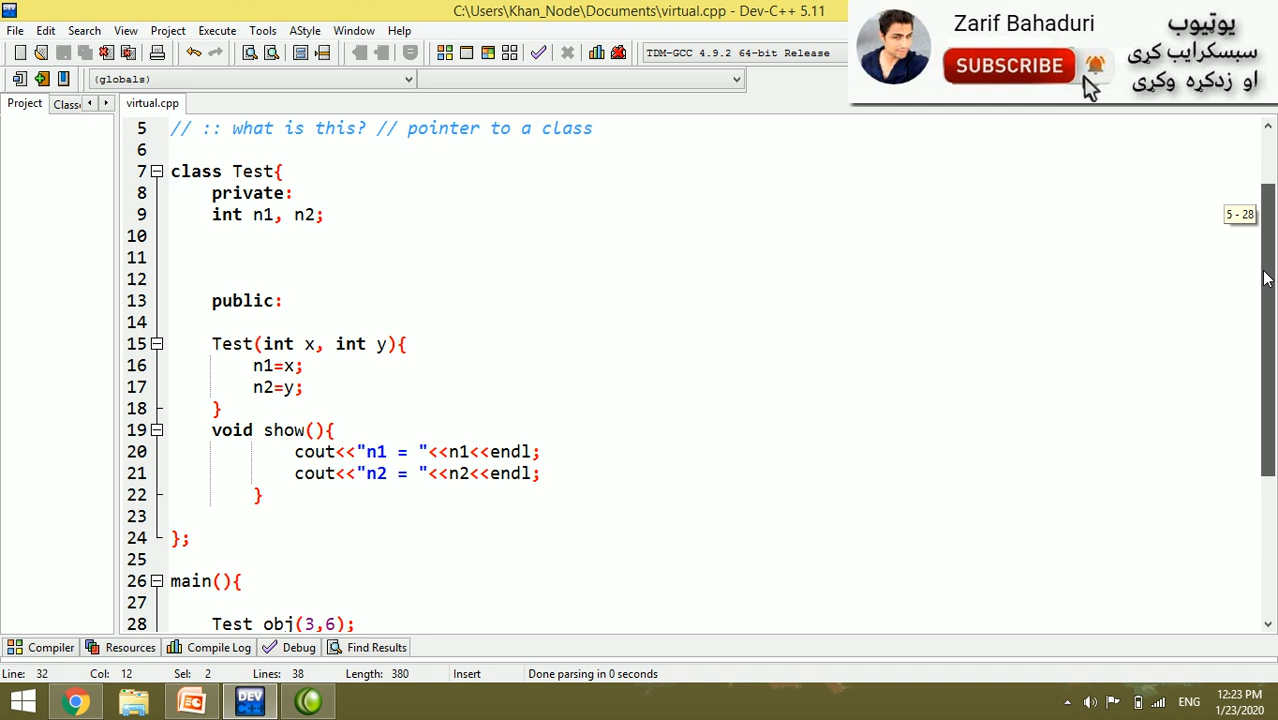 C:\Users\Khan_Node\Documents\virtual.cpp - Dev-C++ 5.11
File Edit Search View Project Execute Tools AStyle Window Help
TDM-GCC 4.9.2 64-bit Release
(globals)
Project Classe virtual.cpp
Zarif Bahaduri
SUBSCRIBE
یوټیوب
سبسکرایب کړی
او زدکړه وکړی
5 // :: what is this? // pointer to a class
6
7 class Test{
8 private:
9 int n1, n2;
10
11
12
13 public:
14
15 Test(int x, int y){
16 n1=x;
17 n2=y;
18 }
19 void show(){
20 cout<<"n1 = "<<n1<<endl;
21 cout<<"n2 = "<<n2<<endl;
22 }
23
24 };
25
26 main(){
27
28 Test obj(3,6);
5 - 28
Compiler Resources Compile Log Debug Find Results
Line: 32 Col: 12 Sel: 2 Lines: 38 Length: 380 Insert Done parsing in 0 seconds
DEV C++
ENG
12:23 PM
1/23/2020